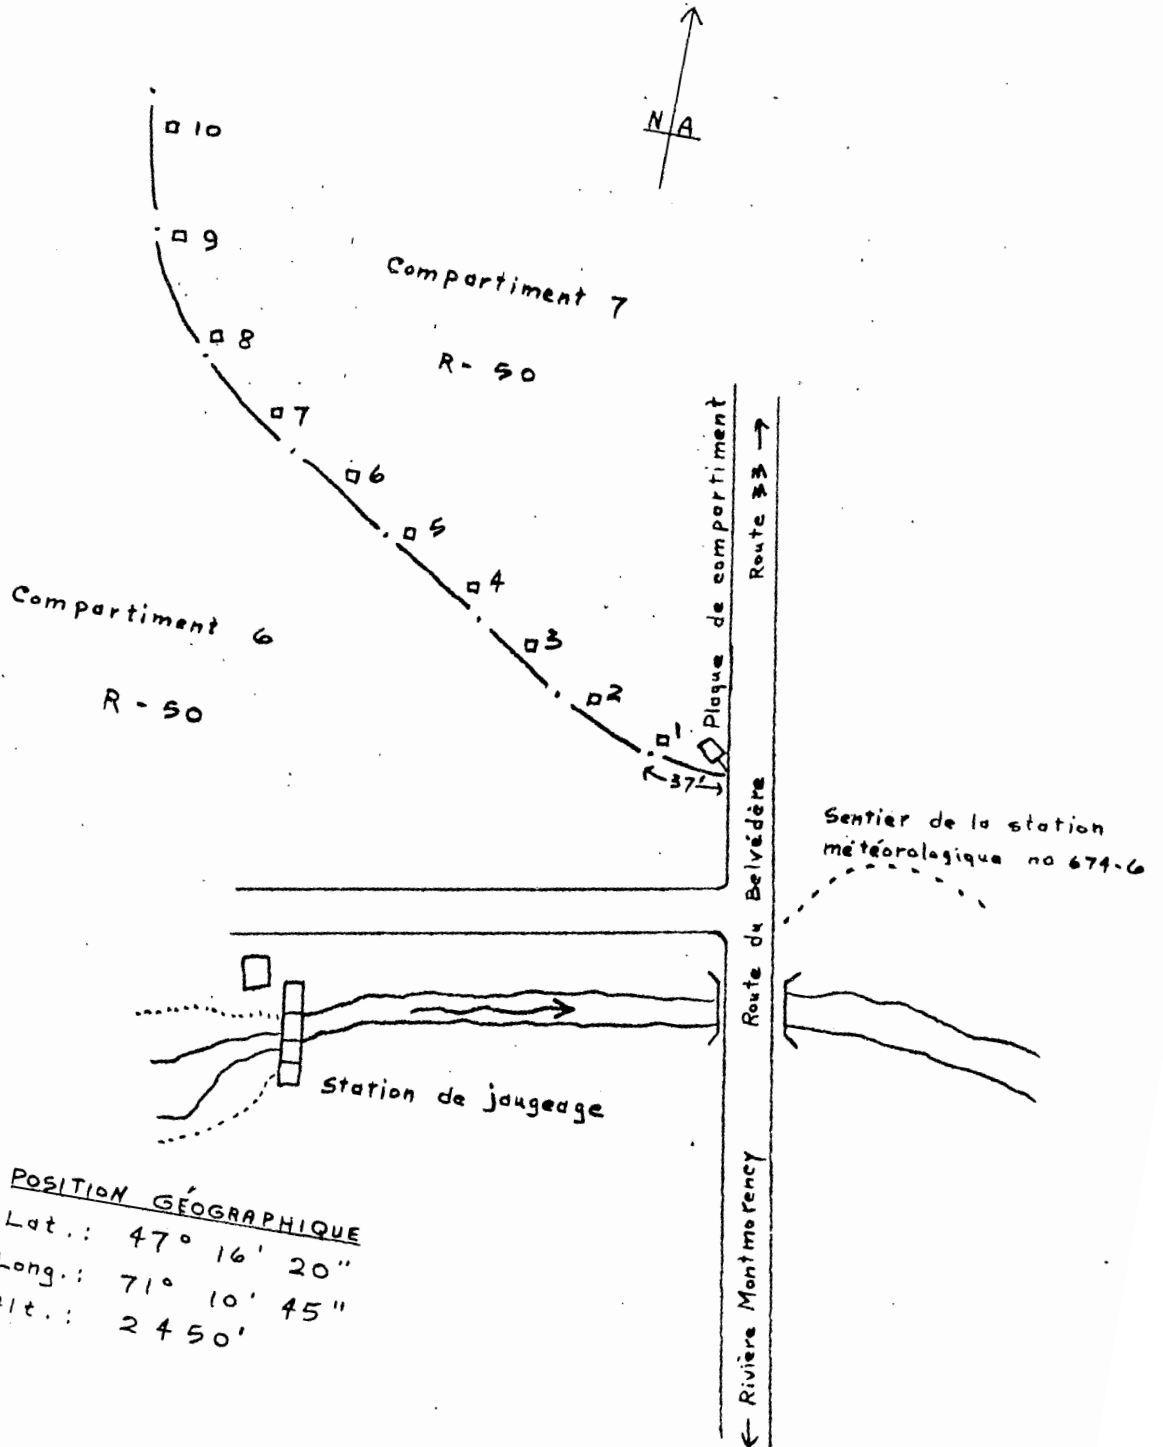 N A
10
9
Compartiment 7
8
R - 50
7
6
5
4
3
2
1
37'
Compartiment 6
R - 50
Plaque de compartiment
Route 33 →
Route du Belvédère
Sentier de la station
météorologique no 674-6
Station de jaugeage
← Rivière Montmorency
POSITION GÉOGRAPHIQUE
Lat.: 47° 16' 20"
Long.: 71° 10' 45"
Alt.: 2450'